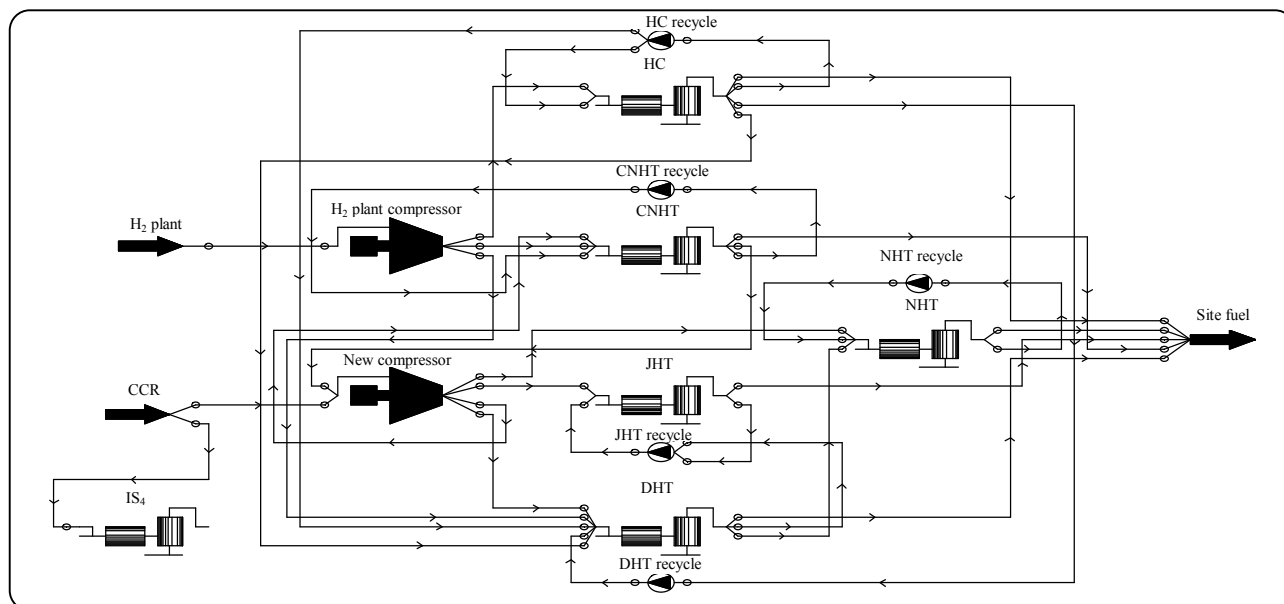 HC recycle
HC
CNHT recycle
CNHT
H₂ plant
H₂ plant compressor
NHT recycle
NHT
Site fuel
New compressor
JHT
CCR
JHT recycle
DHT
IS₄
DHT recycle